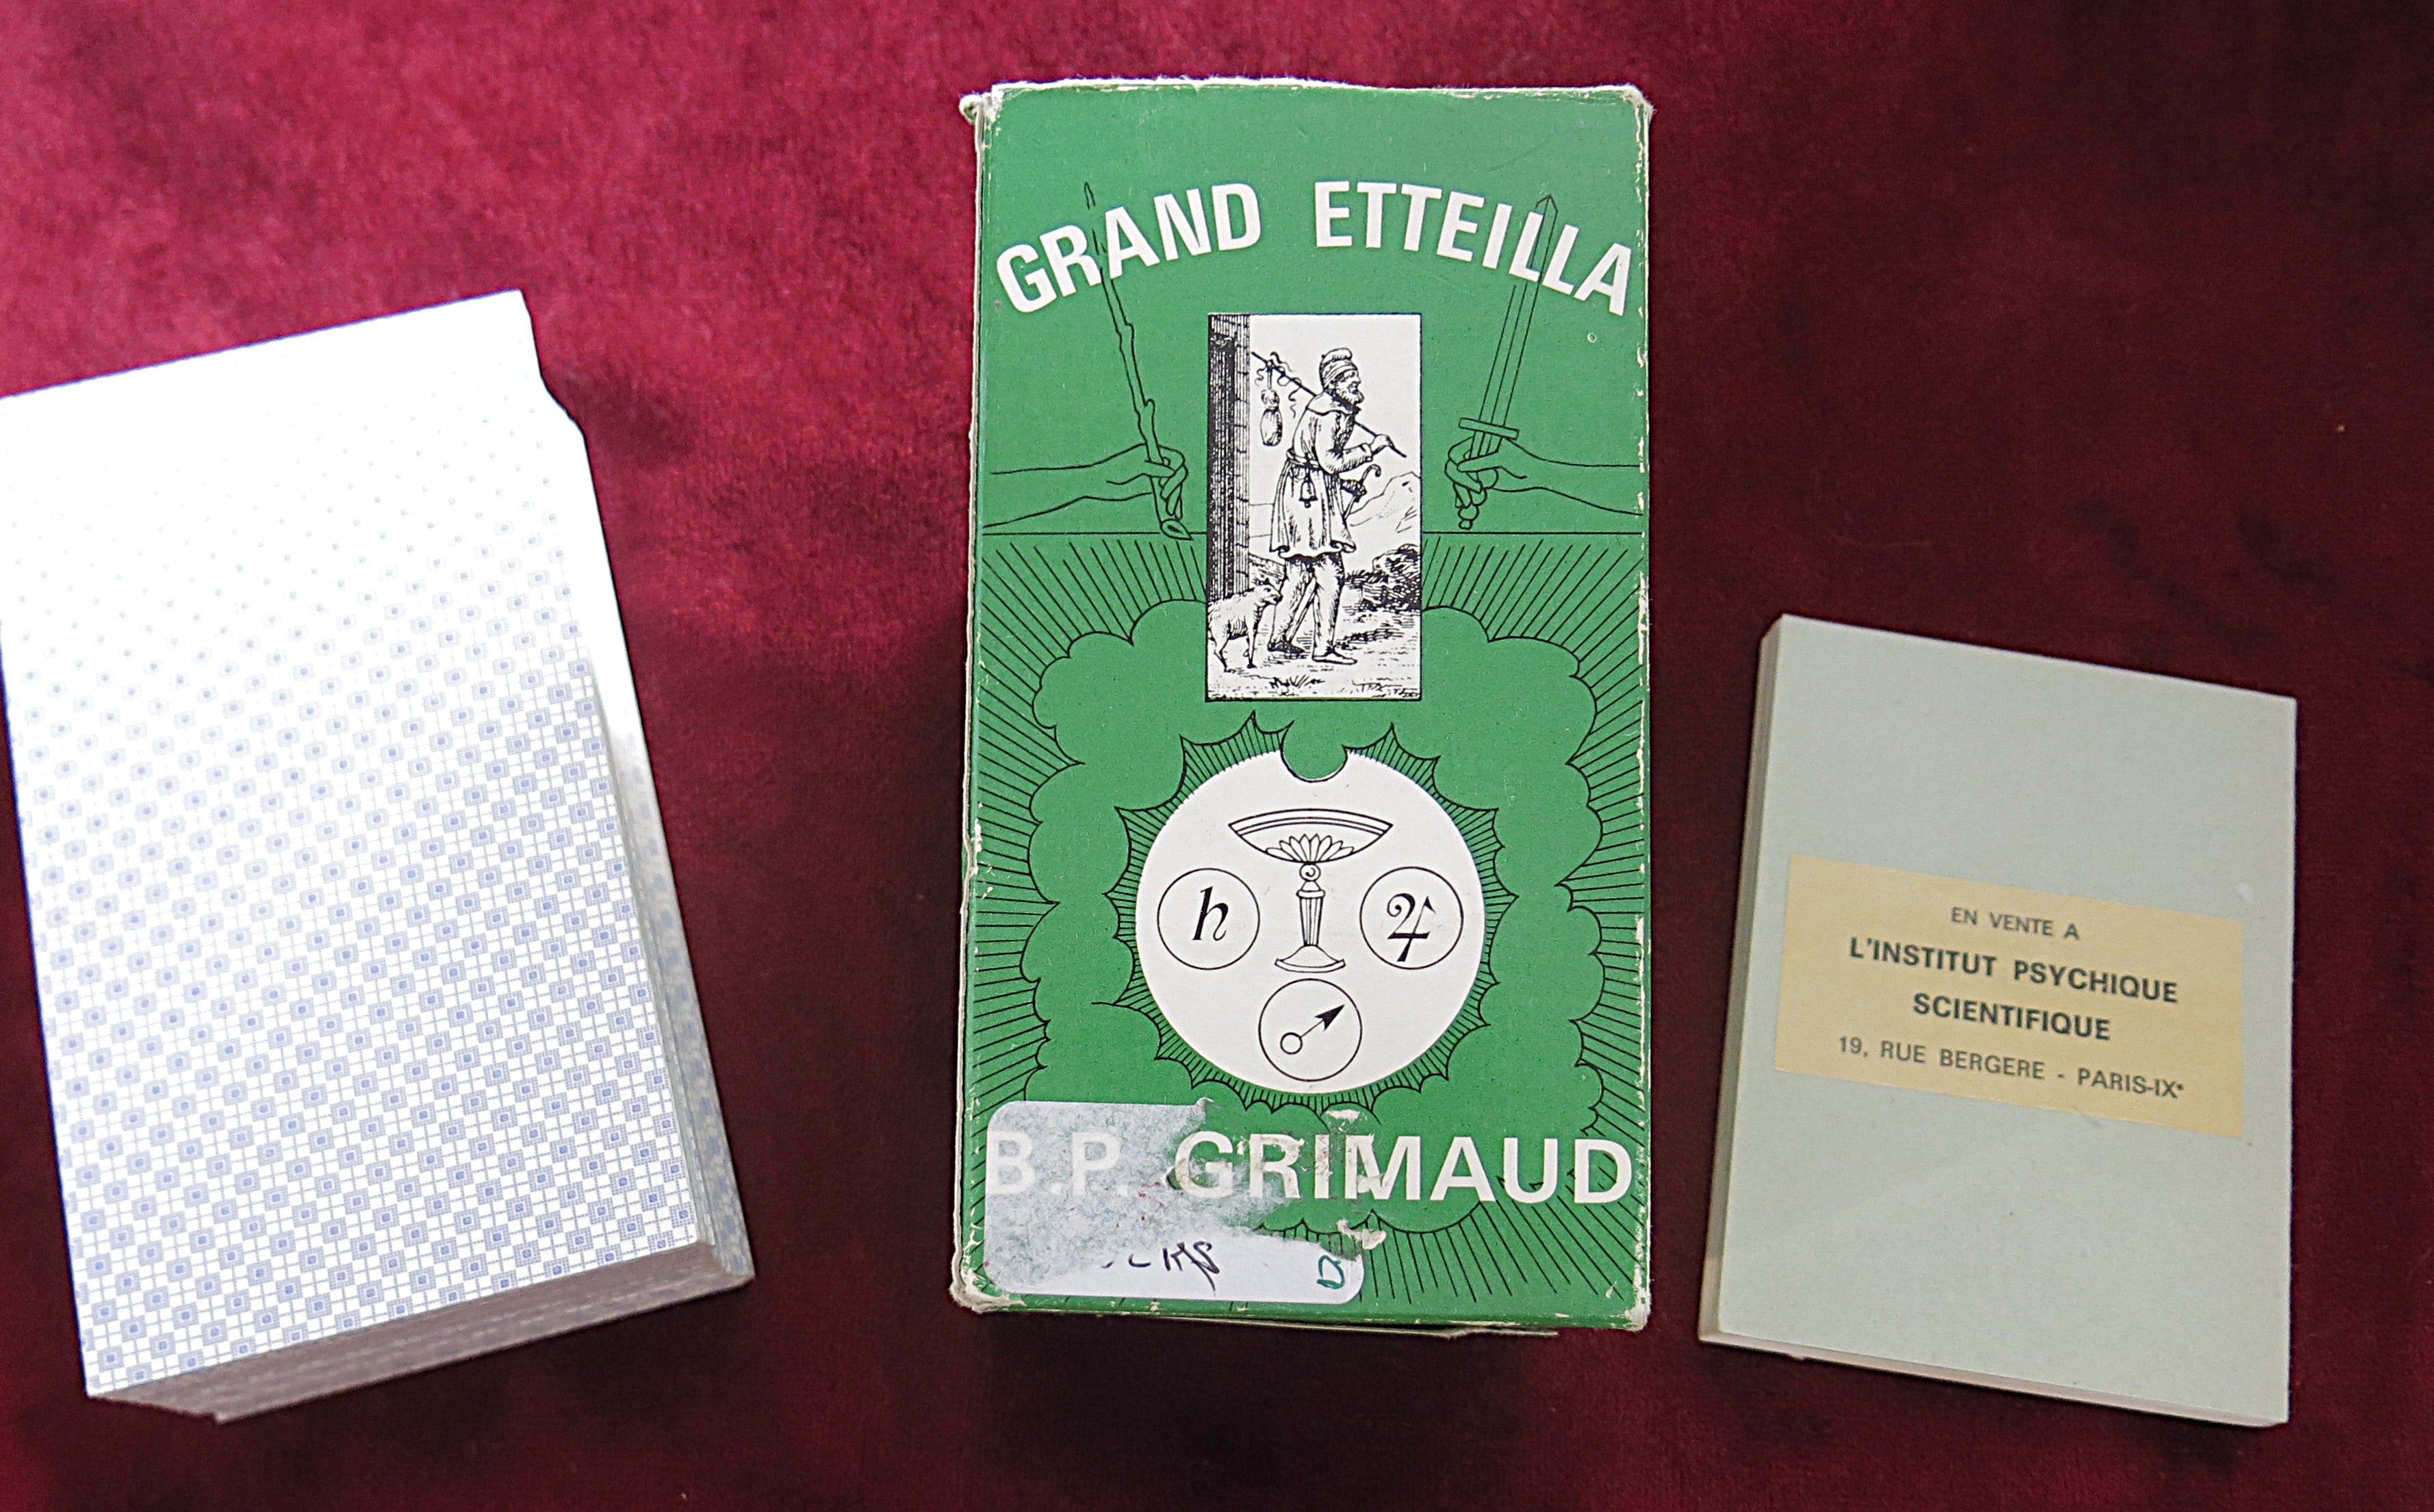 GRAND ETTEILLA
h
B.P. GRIMAUD
D
EN VENTE A
L'INSTITUT PSYCHIQUE
SCIENTIFIQUE
19, RUE BERGERE - PARIS-IXe